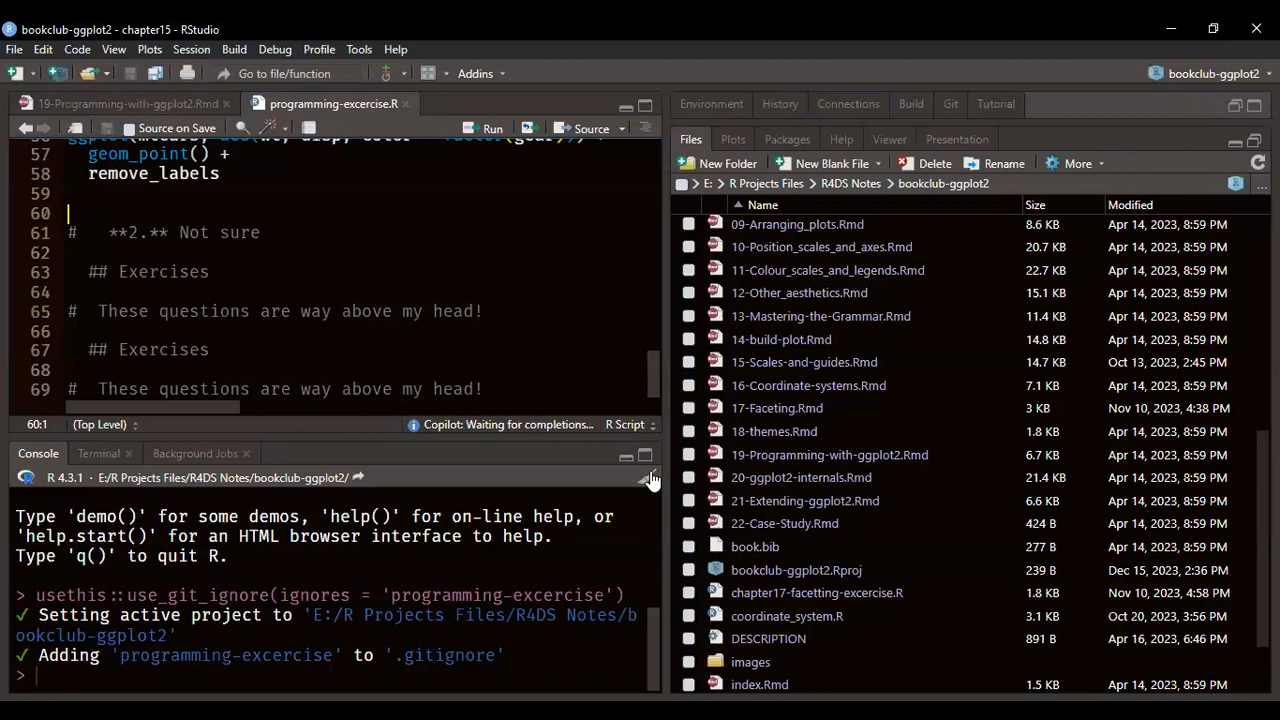 bookclub-ggplot2 - chapter15 - RStudio
File Edit Code View Plots Session Build Debug Profile Tools Help
Go to file/function Addins bookclub-ggplot2
19-Programming-with-ggplot2.Rmd programming-excercise.R
Source on Save Run Source
57 geom_point() +
58 remove_labels
59
60
61 # **2.** Not sure
62
63 ## Exercises
64
65 # These questions are way above my head!
66
67 ## Exercises
68
69 # These questions are way above my head!
60:1 (Top Level) Copilot: Waiting for completions... R Script
Console Terminal Background Jobs
R 4.3.1 · E:/R Projects Files/R4DS Notes/bookclub-ggplot2/
Type 'demo()' for some demos, 'help()' for on-line help, or
'help.start()' for an HTML browser interface to help.
Type 'q()' to quit R.
> usethis::use_git_ignore(ignores = 'programming-excercise')
✓ Setting active project to 'E:/R Projects Files/R4DS Notes/b
ookclub-ggplot2'
✓ Adding 'programming-excercise' to '.gitignore'
>
Environment History Connections Build Git Tutorial
Files Plots Packages Help Viewer Presentation
New Folder New Blank File Delete Rename More
E: R Projects Files R4DS Notes bookclub-ggplot2 ...
Name Size Modified
09-Arranging_plots.Rmd 8.6 KB Apr 14, 2023, 8:59 PM
10-Position_scales_and_axes.Rmd 20.7 KB Apr 14, 2023, 8:59 PM
11-Colour_scales_and_legends.Rmd 22.7 KB Apr 14, 2023, 8:59 PM
12-Other_aesthetics.Rmd 15.1 KB Apr 14, 2023, 8:59 PM
13-Mastering-the-Grammar.Rmd 11.4 KB Apr 14, 2023, 8:59 PM
14-build-plot.Rmd 14.8 KB Apr 14, 2023, 8:59 PM
15-Scales-and-guides.Rmd 14.7 KB Oct 13, 2023, 2:45 PM
16-Coordinate-systems.Rmd 7.1 KB Apr 14, 2023, 8:59 PM
17-Faceting.Rmd 3 KB Nov 10, 2023, 4:38 PM
18-themes.Rmd 1.8 KB Apr 14, 2023, 8:59 PM
19-Programming-with-ggplot2.Rmd 6.7 KB Apr 14, 2023, 8:59 PM
20-ggplot2-internals.Rmd 21.4 KB Apr 14, 2023, 8:59 PM
21-Extending-ggplot2.Rmd 6.6 KB Apr 14, 2023, 8:59 PM
22-Case-Study.Rmd 424 B Apr 14, 2023, 8:59 PM
book.bib 277 B Apr 14, 2023, 8:59 PM
bookclub-ggplot2.Rproj 239 B Dec 15, 2023, 2:36 PM
chapter17-facetting-excercise.R 1.8 KB Nov 10, 2023, 4:58 PM
coordinate_system.R 3.1 KB Oct 20, 2023, 3:56 PM
DESCRIPTION 891 B Apr 16, 2023, 6:46 PM
images
index.Rmd 1.5 KB Apr 14, 2023, 8:59 PM